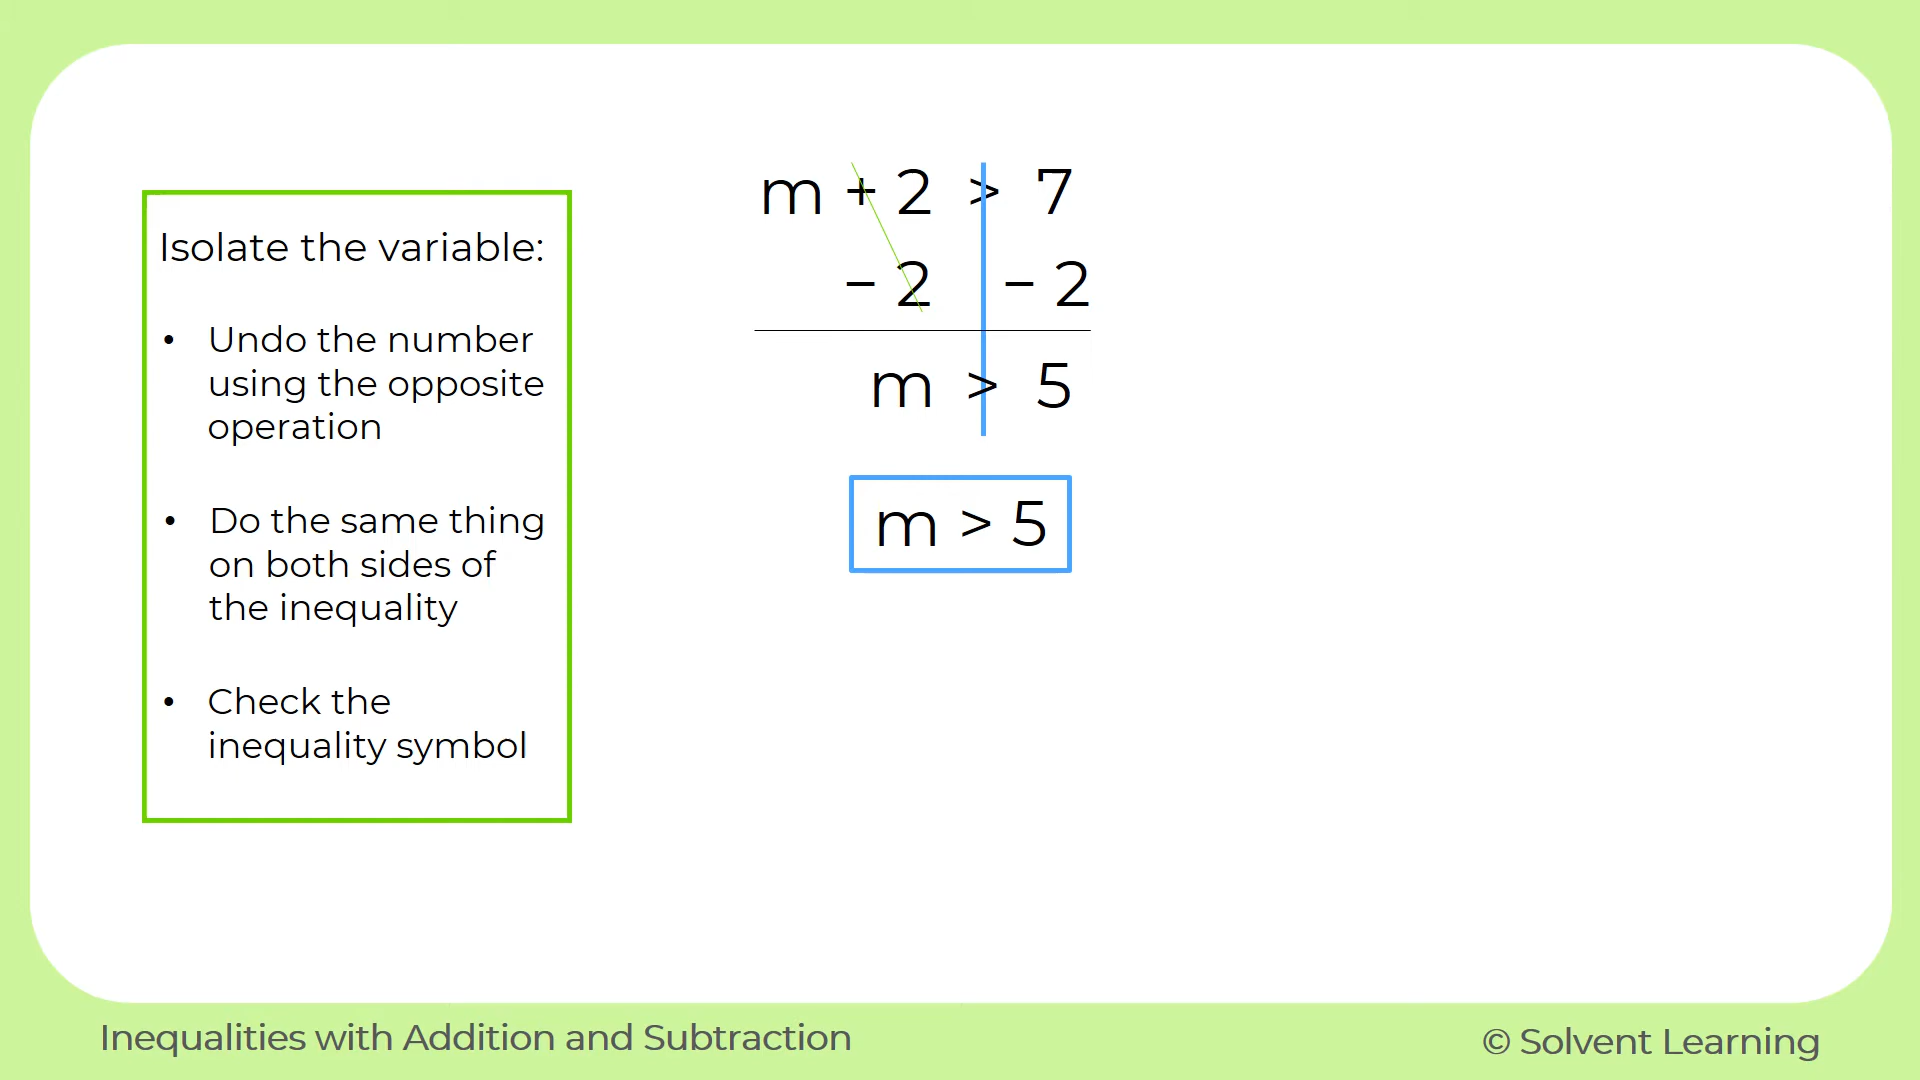 Isolate the variable:
• Undo the number
using the opposite
operation
• Do the same thing
on both sides of
the inequality
• Check the
inequality symbol
m + 2 > 7
− 2 − 2
m > 5
m > 5
Inequalities with Addition and Subtraction
© Solvent Learning